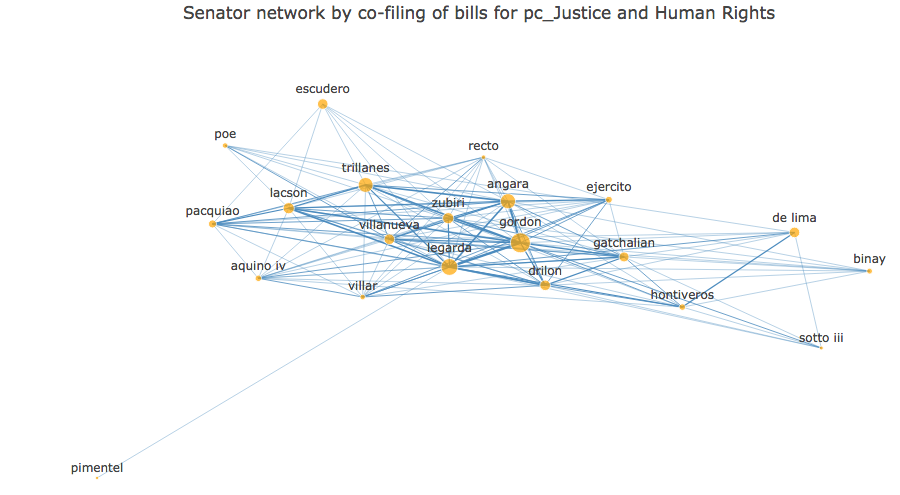 Senator network by co-filing of bills for pc_Justice and Human Rights
escudero
poe
recto
trillanes
angara
ejercito
lacson
zubiri
pacquiao
villanueva
gordon
de lima
gatchalian
legarda
binay
aquino iv
drilon
villar
hontiveros
sotto iii
pimentel